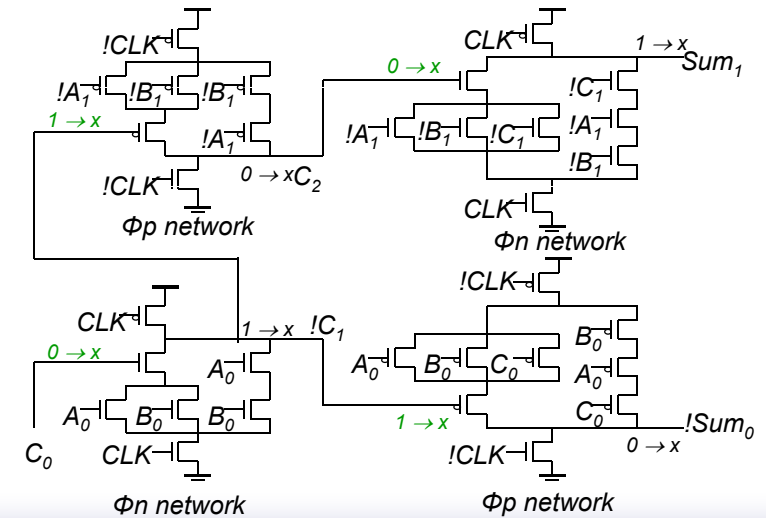 !CLK
!A1
!B1
!B1
1 → x
!A1
!CLK
0 → xC2
Φp network
CLK
1 → x
Sum1
0 → x
!C1
!A1
!B1
!C1
!A1
!B1
CLK
Φn network
CLK
1 → x
!C1
0 → x
A0
A0
B0
B0
C0
CLK
Φn network
!CLK
B0
A0
B0
C0
A0
C0
1 → x
!Sum0
!CLK
0 → x
Φp network